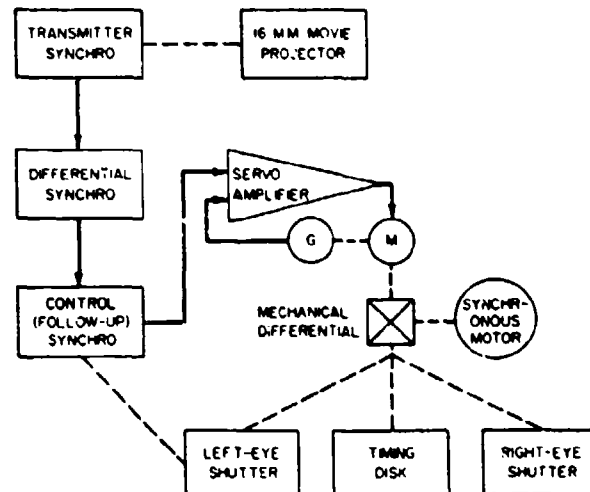 TRANSMITTER
SYNCHRO
16 MM MOVIE
PROJECTOR
DIFFERENTIAL
SYNCHRO
SERVO
AMPLIFIER
G
M
CONTROL
(FOLLOW-UP)
SYNCHRO
MECHANICAL
DIFFERENTIAL
SYNCHR-
ONOUS
MOTOR
LEFT-EYE
SHUTTER
TIMING
DISK
RIGHT-EYE
SHUTTER